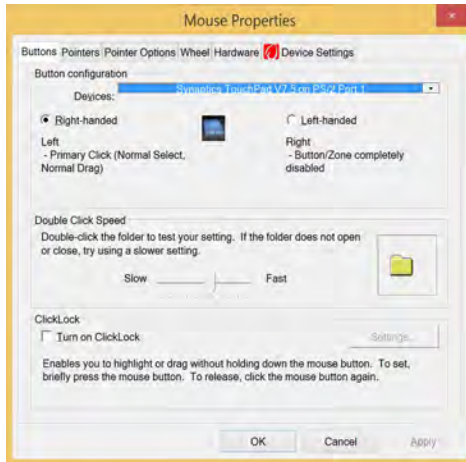 Mouse Properties
Buttons Pointers Pointer Options Wheel Hardware Device Settings
Button configuration
Devices: Synaptics TouchPad V7.5 on PS/2 Port 1
Right-handed Left-handed
Left Right
- Primary Click (Normal Select, - Button/Zone completely
Normal Drag) disabled
Double Click Speed
Double-click the folder to test your setting. If the folder does not open
or close, try using a slower setting.
Slow Fast
ClickLock
Turn on ClickLock Settings...
Enables you to highlight or drag without holding down the mouse button. To set,
briefly press the mouse button. To release, click the mouse button again.
OK Cancel Apply